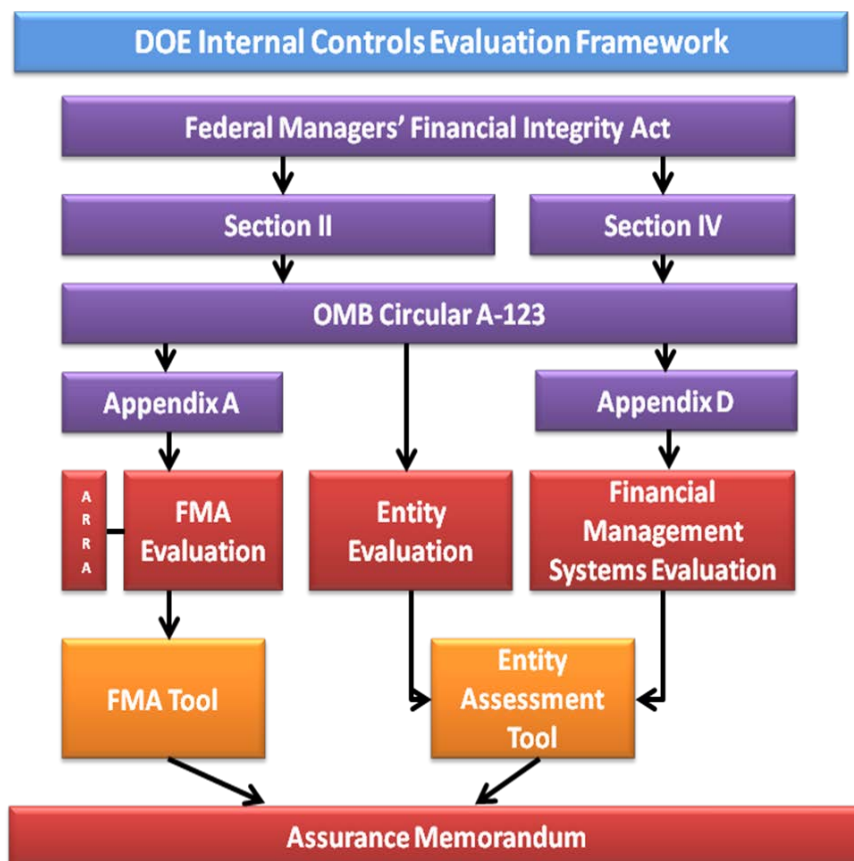 DOE Internal Controls Evaluation Framework
Federal Managers' Financial Integrity Act
Section II
Section IV
OMB Circular A-123
Appendix A
Appendix D
A
R
R
A
FMA
Evaluation
Entity
Evaluation
Financial
Management
Systems Evaluation
FMA Tool
Entity
Assessment
Tool
Assurance Memorandum